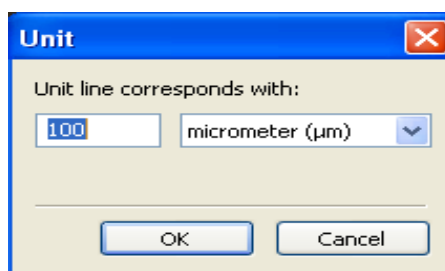 Unit
Unit line corresponds with:
100 micrometer (µm)
OK Cancel